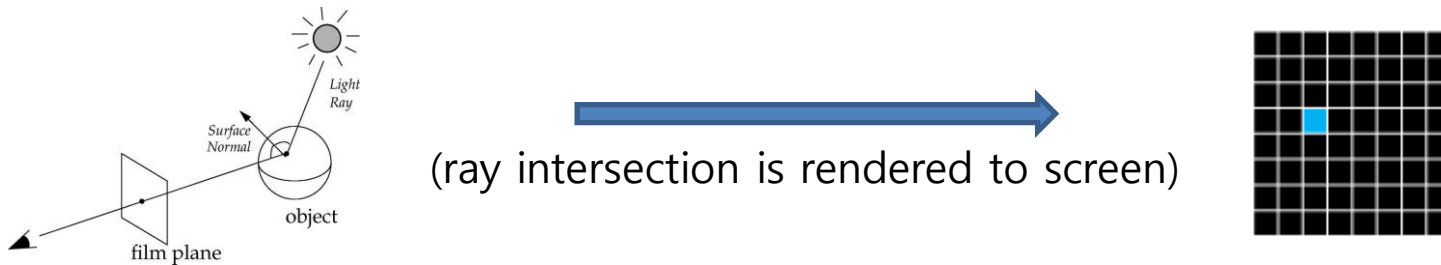 Light
Ray
Surface
Normal
object
film plane
(ray intersection is rendered to screen)